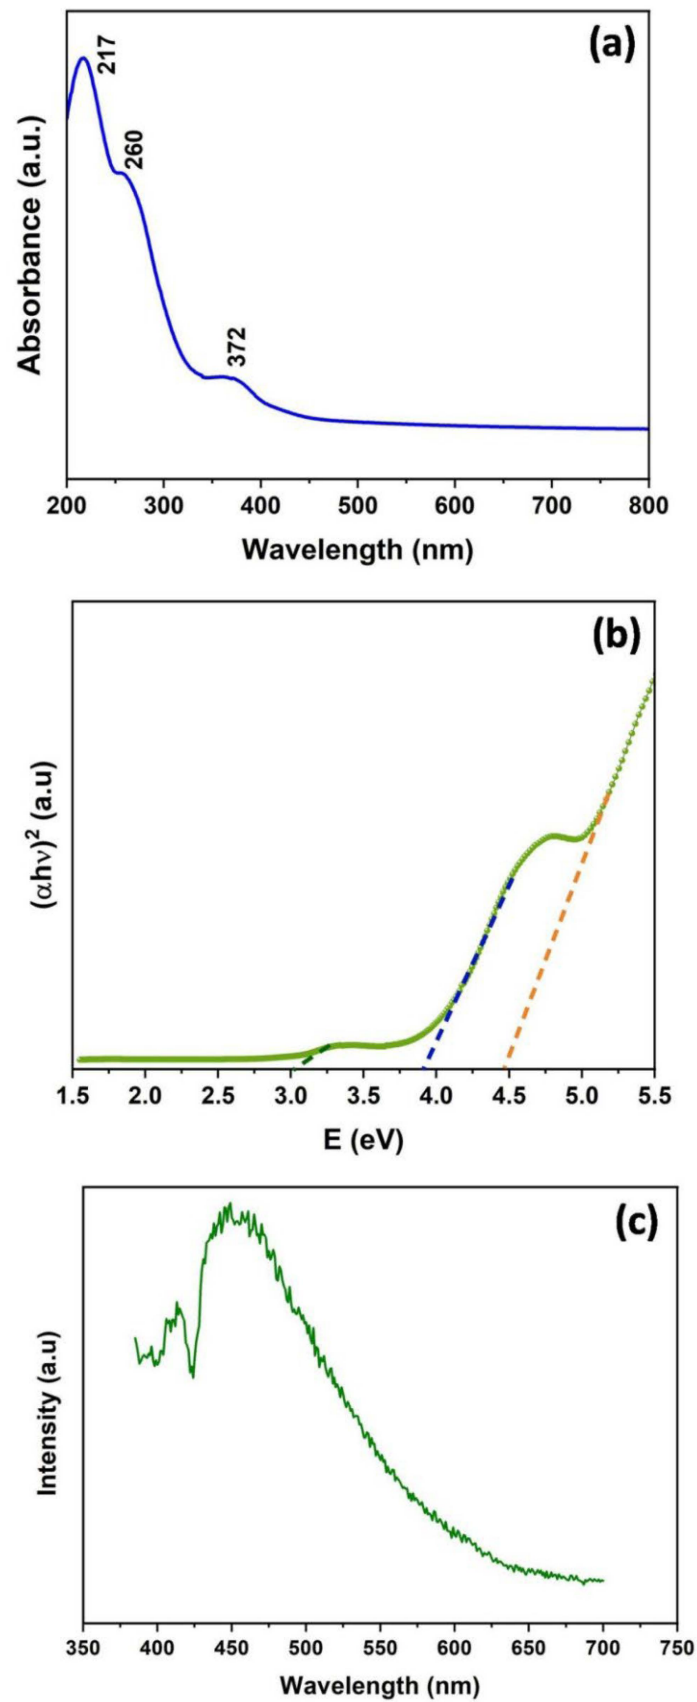 (a)
217
260
372
Absorbance (a.u.)
200 300 400 500 600 700 800
Wavelength (nm)
(b)
(αhν)² (a.u)
1.5 2.0 2.5 3.0 3.5 4.0 4.5 5.0 5.5
E (eV)
(c)
Intensity (a.u)
350 400 450 500 550 600 650 700 750
Wavelength (nm)